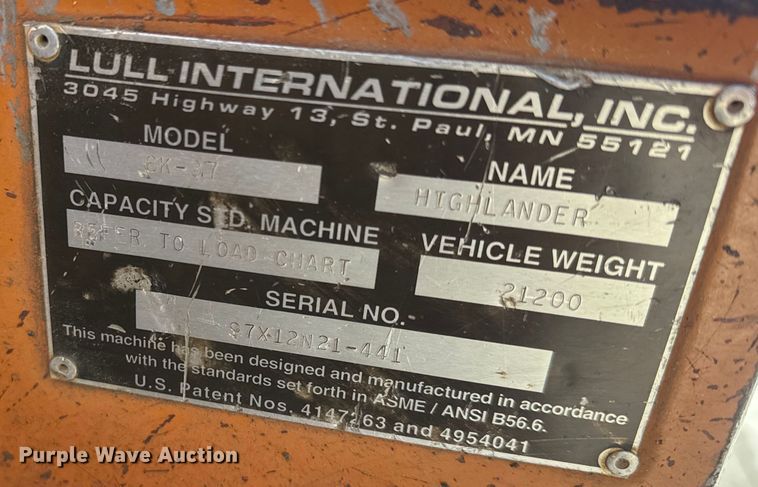 LULL INTERNATIONAL, INC.
3045 Highway 13, St. Paul, MN 55121
MODEL
NAME
HIGHLANDER
CAPACITY STD. MACHINE
REFER TO LOAD CHART
VEHICLE WEIGHT
21200
SERIAL NO.
97X12N21-441
This machine has been designed and manufactured in accordance
with the standards set forth in ASME / ANSI B56.6.
U.S. Patent Nos. 4147263 and 4954041
Purple Wave Auction